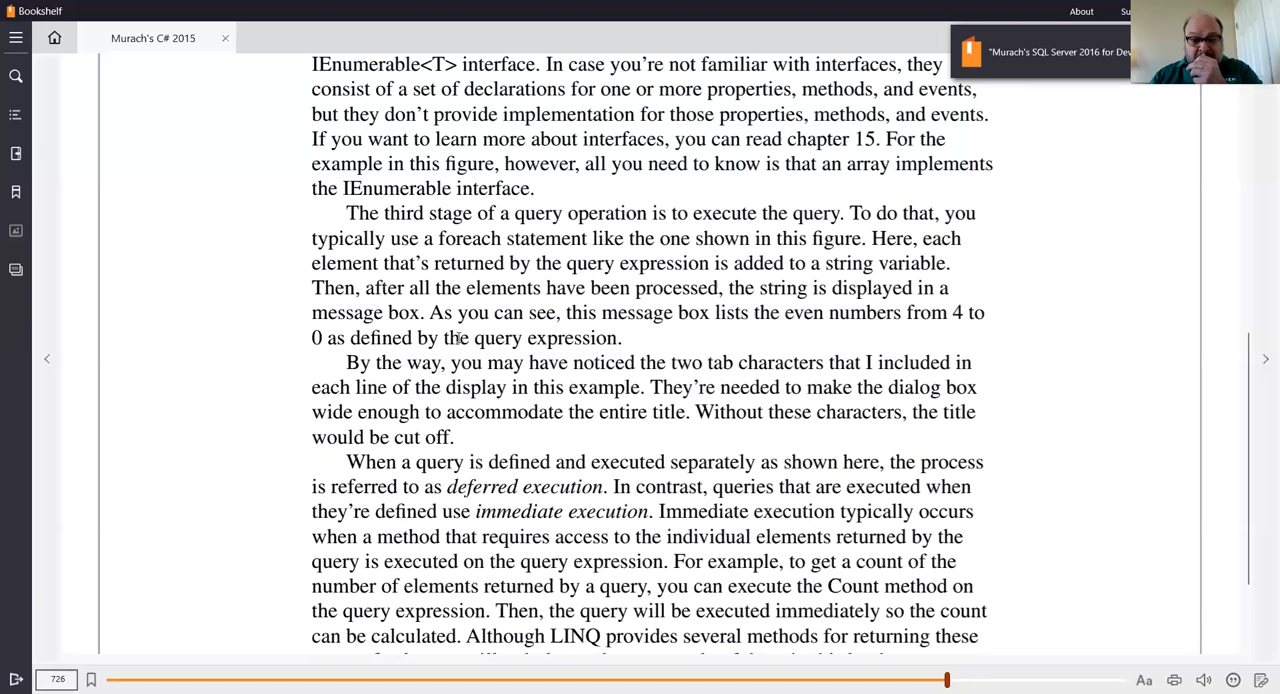 Bookshelf
About
Su
Murach's C# 2015
"Murach's SQL Server 2016 for Dev
IEnumerable<T> interface. In case you're not familiar with interfaces, they
consist of a set of declarations for one or more properties, methods, and events,
but they don't provide implementation for those properties, methods, and events.
If you want to learn more about interfaces, you can read chapter 15. For the
example in this figure, however, all you need to know is that an array implements
the IEnumerable interface.
The third stage of a query operation is to execute the query. To do that, you
typically use a foreach statement like the one shown in this figure. Here, each
element that's returned by the query expression is added to a string variable.
Then, after all the elements have been processed, the string is displayed in a
message box. As you can see, this message box lists the even numbers from 4 to
0 as defined by the query expression.
By the way, you may have noticed the two tab characters that I included in
each line of the display in this example. They're needed to make the dialog box
wide enough to accommodate the entire title. Without these characters, the title
would be cut off.
When a query is defined and executed separately as shown here, the process
is referred to as deferred execution. In contrast, queries that are executed when
they're defined use immediate execution. Immediate execution typically occurs
when a method that requires access to the individual elements returned by the
query is executed on the query expression. For example, to get a count of the
number of elements returned by a query, you can execute the Count method on
the query expression. Then, the query will be executed immediately so the count
can be calculated. Although LINQ provides several methods for returning these
726
Aa